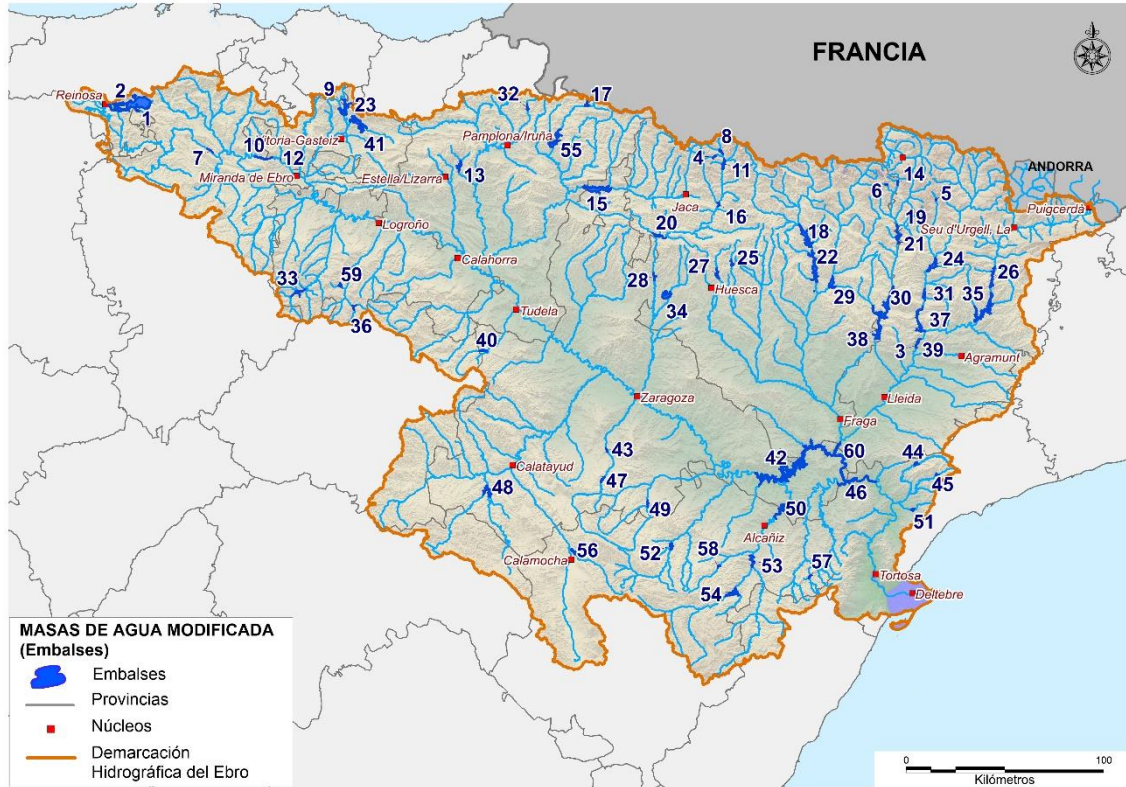 FRANCIA
ANDORRA
Reinosa
2
1
9
23
Vitoria-Gasteiz
41
7
10
12
Miranda de Ebro
32
17
Pamplona/Iruña
55
Estella/Lizarra
13
8
4
11
15
Jaca
16
20
14
6
5
Puigcerdá
Seu d'Urgell, La
19
21
18
22
24
26
Logroño
Calahorra
33
59
36
Tudela
40
28
27
25
Huesca
34
29
30
31
35
37
38
3
39
Agramunt
Zaragoza
Lleida
Fraga
60
42
43
Calatayud
47
48
49
44
45
46
50
51
Alcañiz
Calamocha
56
52
58
53
57
54
Tortosa
Deltebre
MASAS DE AGUA MODIFICADA
(Embalses)
Embalses
Provincias
Núcleos
Demarcación
Hidrográfica del Ebro
0 100
Kilómetros